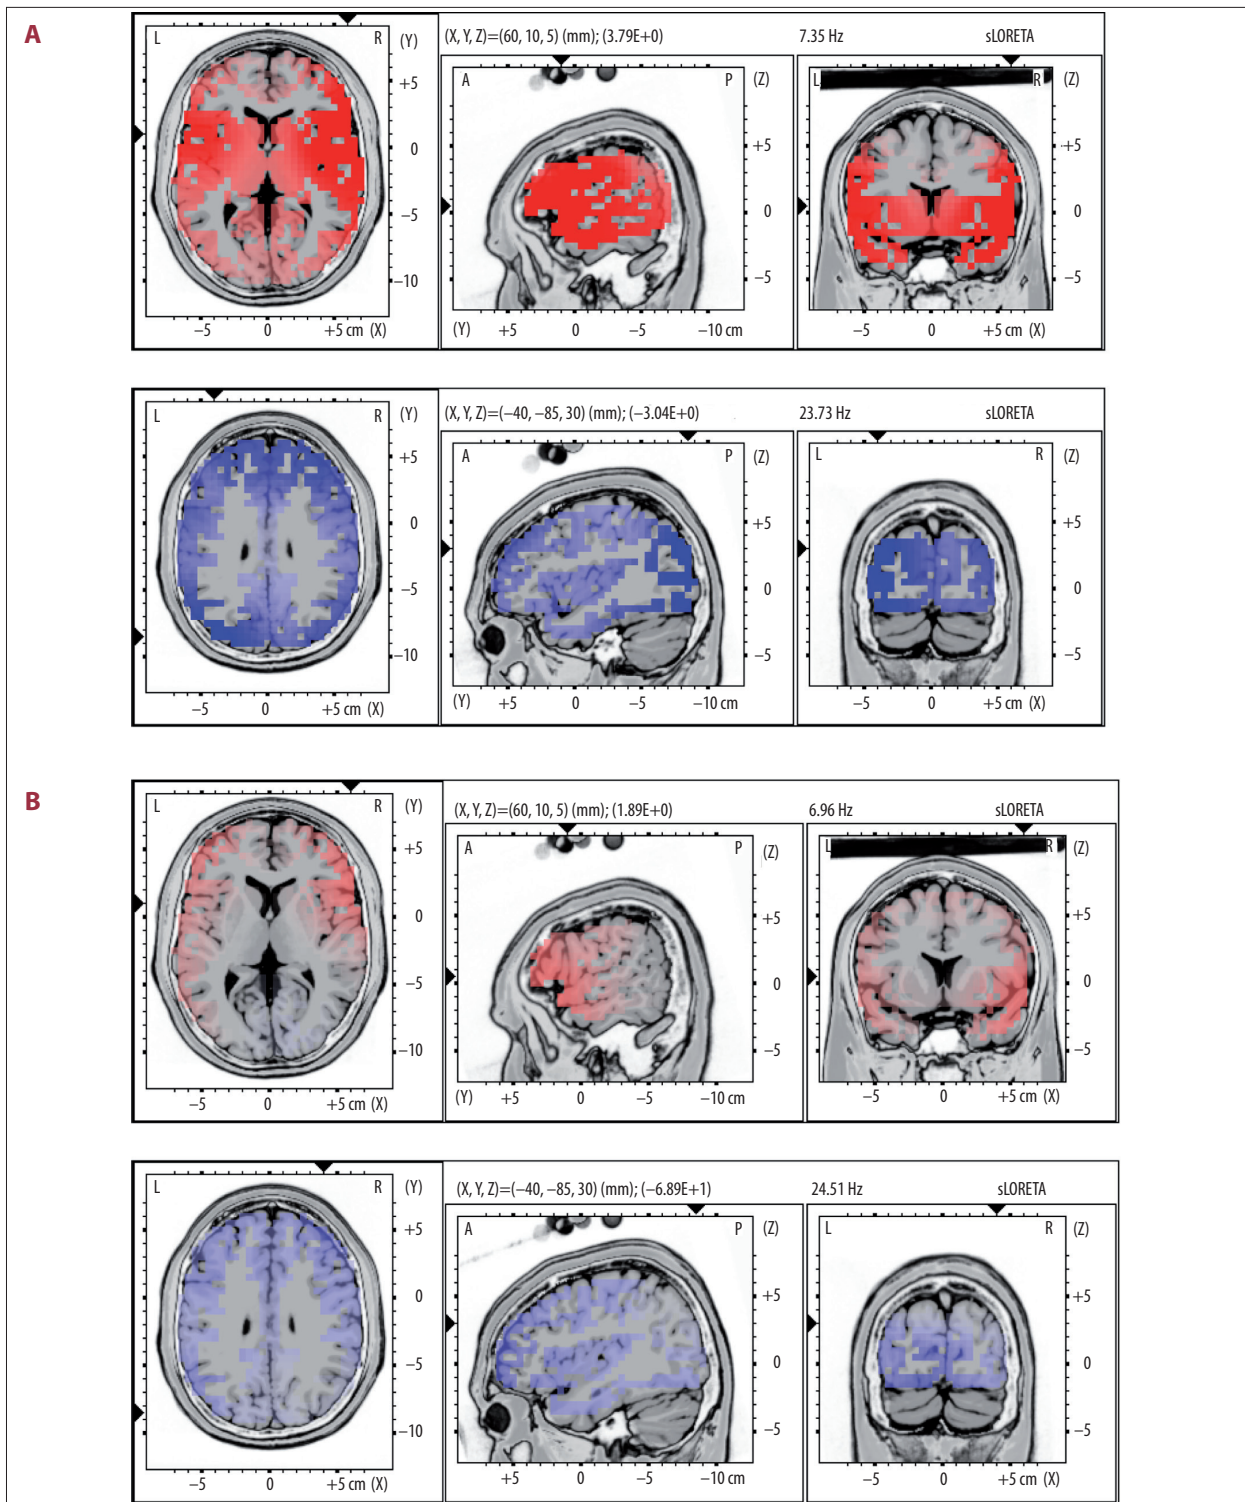 A
(X, Y, Z)=(60, 10, 5) (mm); (3.79E+0) 7.35 Hz sLORETA
L R (Y)
+5
0
−5
−10
−5 0 +5 cm (X)
A P (Z)
+5
0
−5
(Y) +5 0 −5 −10 cm
L R (Z)
+5
0
−5
−5 0 +5 cm (X)
(X, Y, Z)=(−40, −85, 30) (mm); (−3.04E+0) 23.73 Hz sLORETA
L R (Y)
+5
0
−5
−10
−5 0 +5 cm (X)
A P (Z)
+5
0
−5
(Y) +5 0 −5 −10 cm
L R (Z)
+5
0
−5
−5 0 +5 cm (X)
B
(X, Y, Z)=(60, 10, 5) (mm); (1.89E+0) 6.96 Hz sLORETA
L R (Y)
+5
0
−5
−10
−5 0 +5 cm (X)
A P (Z)
+5
0
−5
(Y) +5 0 −5 −10 cm
L R (Z)
+5
0
−5
−5 0 +5 cm (X)
(X, Y, Z)=(−40, −85, 30) (mm); (−6.89E+1) 24.51 Hz sLORETA
L R (Y)
+5
0
−5
−10
−5 0 +5 cm (X)
A P (Z)
+5
0
−5
(Y) +5 0 −5 −10 cm
L R (Z)
+5
0
−5
−5 0 +5 cm (X)